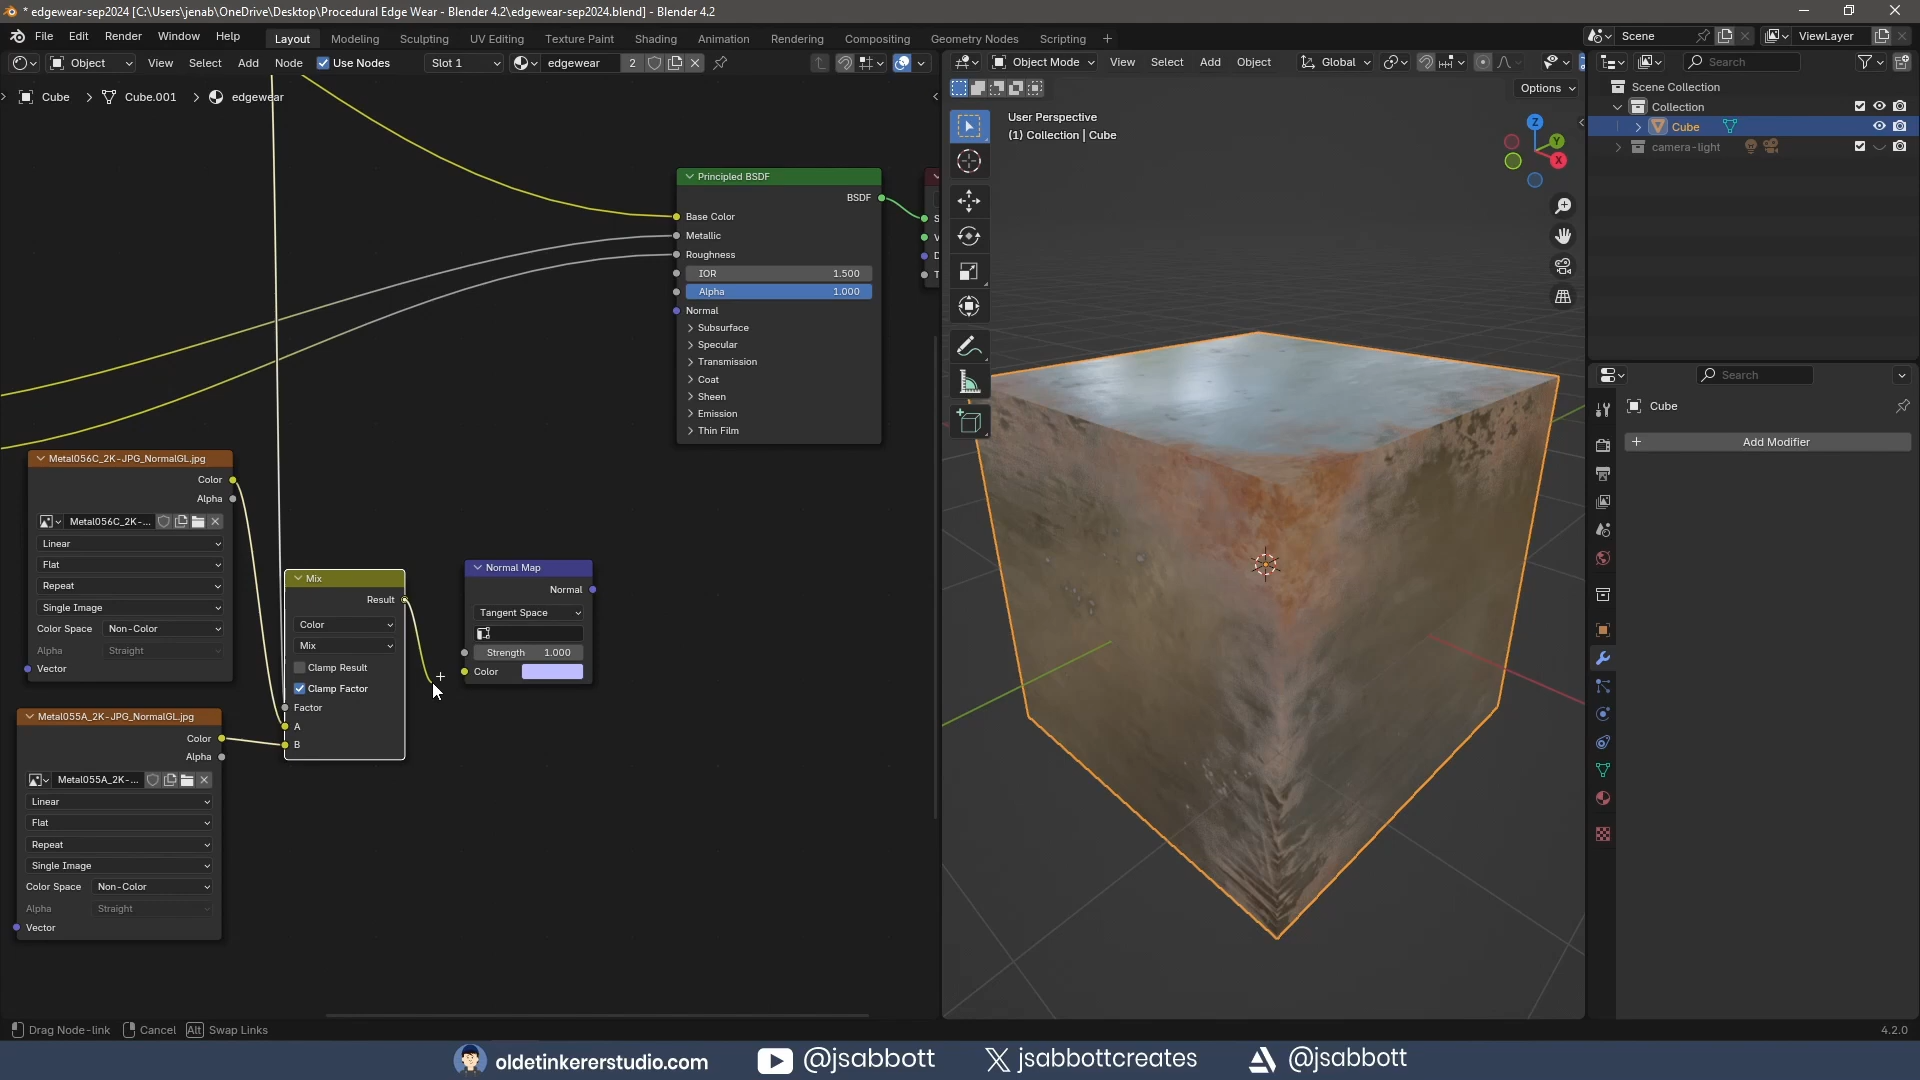 * edgewear-sep2024 [C:\Users\jenab\OneDrive\Desktop\Procedural Edge Wear - Blender 4.2\edgewear-sep2024.blend] - Blender 4.2
File Edit Render Window Help
Layout Modeling Sculpting UV Editing Texture Paint Shading Animation Rendering Compositing Geometry Nodes Scripting
Scene
ViewLayer
Object View Select Add Node Use Nodes Slot 1 edgewear 2
Object Mode View Select Add Object Global
Search
Cube Cube.001 edgewear
Options
User Perspective
(1) Collection | Cube
Z
Y
X
Scene Collection
Collection
Cube
camera-light
Principled BSDF
BSDF
Base Color
Metallic
Roughness
IOR 1.500
Alpha 1.000
Normal
Subsurface
Specular
Transmission
Coat
Sheen
Emission
Thin Film
S
V
D
T
Search
Cube
Add Modifier
Metal056C_2K-JPG_NormalGL.jpg
Color
Alpha
Metal056C_2K-...
Linear
Flat
Repeat
Single Image
Color Space Non-Color
Alpha Straight
Vector
Mix
Result
Color
Mix
Clamp Result
Clamp Factor
Factor
A
B
Normal Map
Normal
Tangent Space
Strength 1.000
Color
Metal055A_2K-JPG_NormalGL.jpg
Color
Alpha
Metal055A_2K-...
Linear
Flat
Repeat
Single Image
Color Space Non-Color
Alpha Straight
Vector
Drag Node-link Cancel Alt Swap Links
4.2.0
oldetinkererstudio.com @jsabbott jsabbottcreates @jsabbott